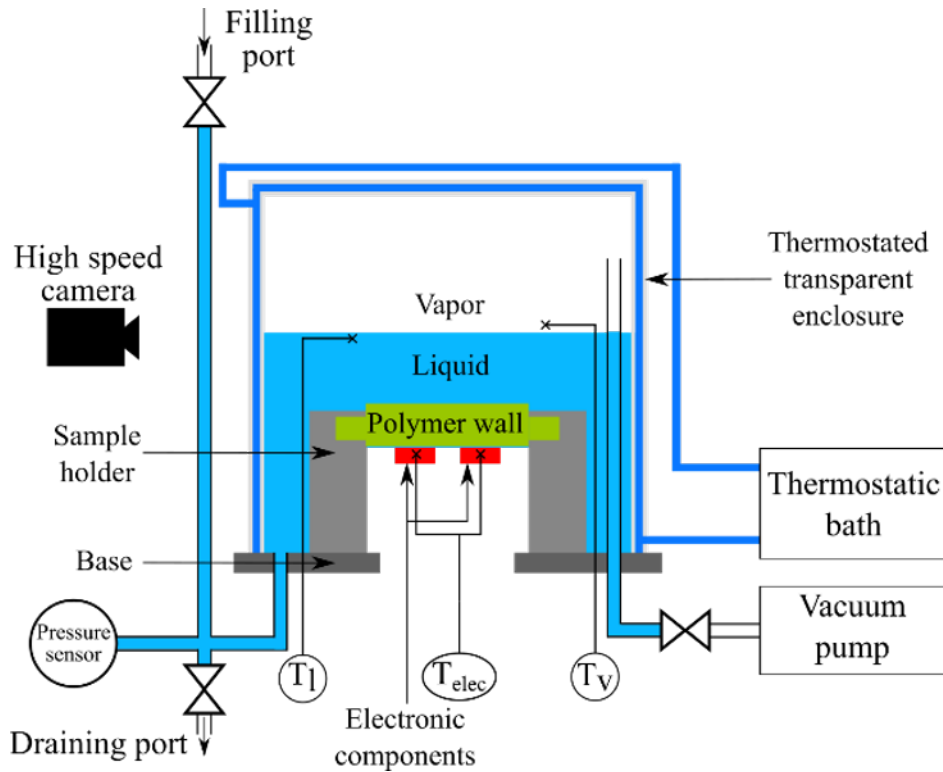 Filling
port
High speed
camera
Thermostated
transparent
enclosure
Vapor
Liquid
Polymer wall
Sample
holder
Thermostatic
bath
Base
Vacuum
pump
Pressure
sensor
Tl
Telec
Tv
Electronic
components
Draining port